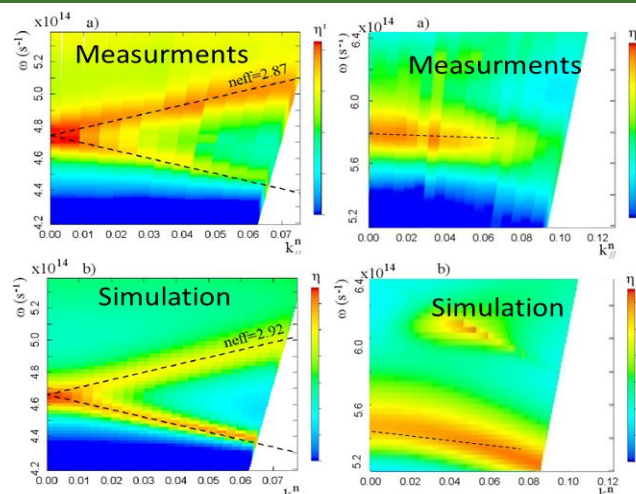 x10¹⁴ a) η
Measurments
ω (s⁻¹)
neff=2.87
5.2
5.0
4.8
4.6
4.4
4.2
0.00 0.01 0.02 0.03 0.04 0.05 0.06 0.07
kⁿ//
x10¹⁴ a) η
Measurments
ω (s⁻¹)
6.4
6.0
5.6
5.2
0.00 0.02 0.04 0.06 0.08 0.10 0.12
kⁿ//
x10¹⁴ b) η
Simulation
ω (s⁻¹)
neff=2.92
5.2
5.0
4.8
4.6
4.4
4.2
0.00 0.01 0.02 0.03 0.04 0.05 0.06 0.07
x10¹⁴ b) η
Simulation
ω (s⁻¹)
6.4
6.0
5.6
5.2
0.00 0.02 0.04 0.06 0.08 0.10 0.12